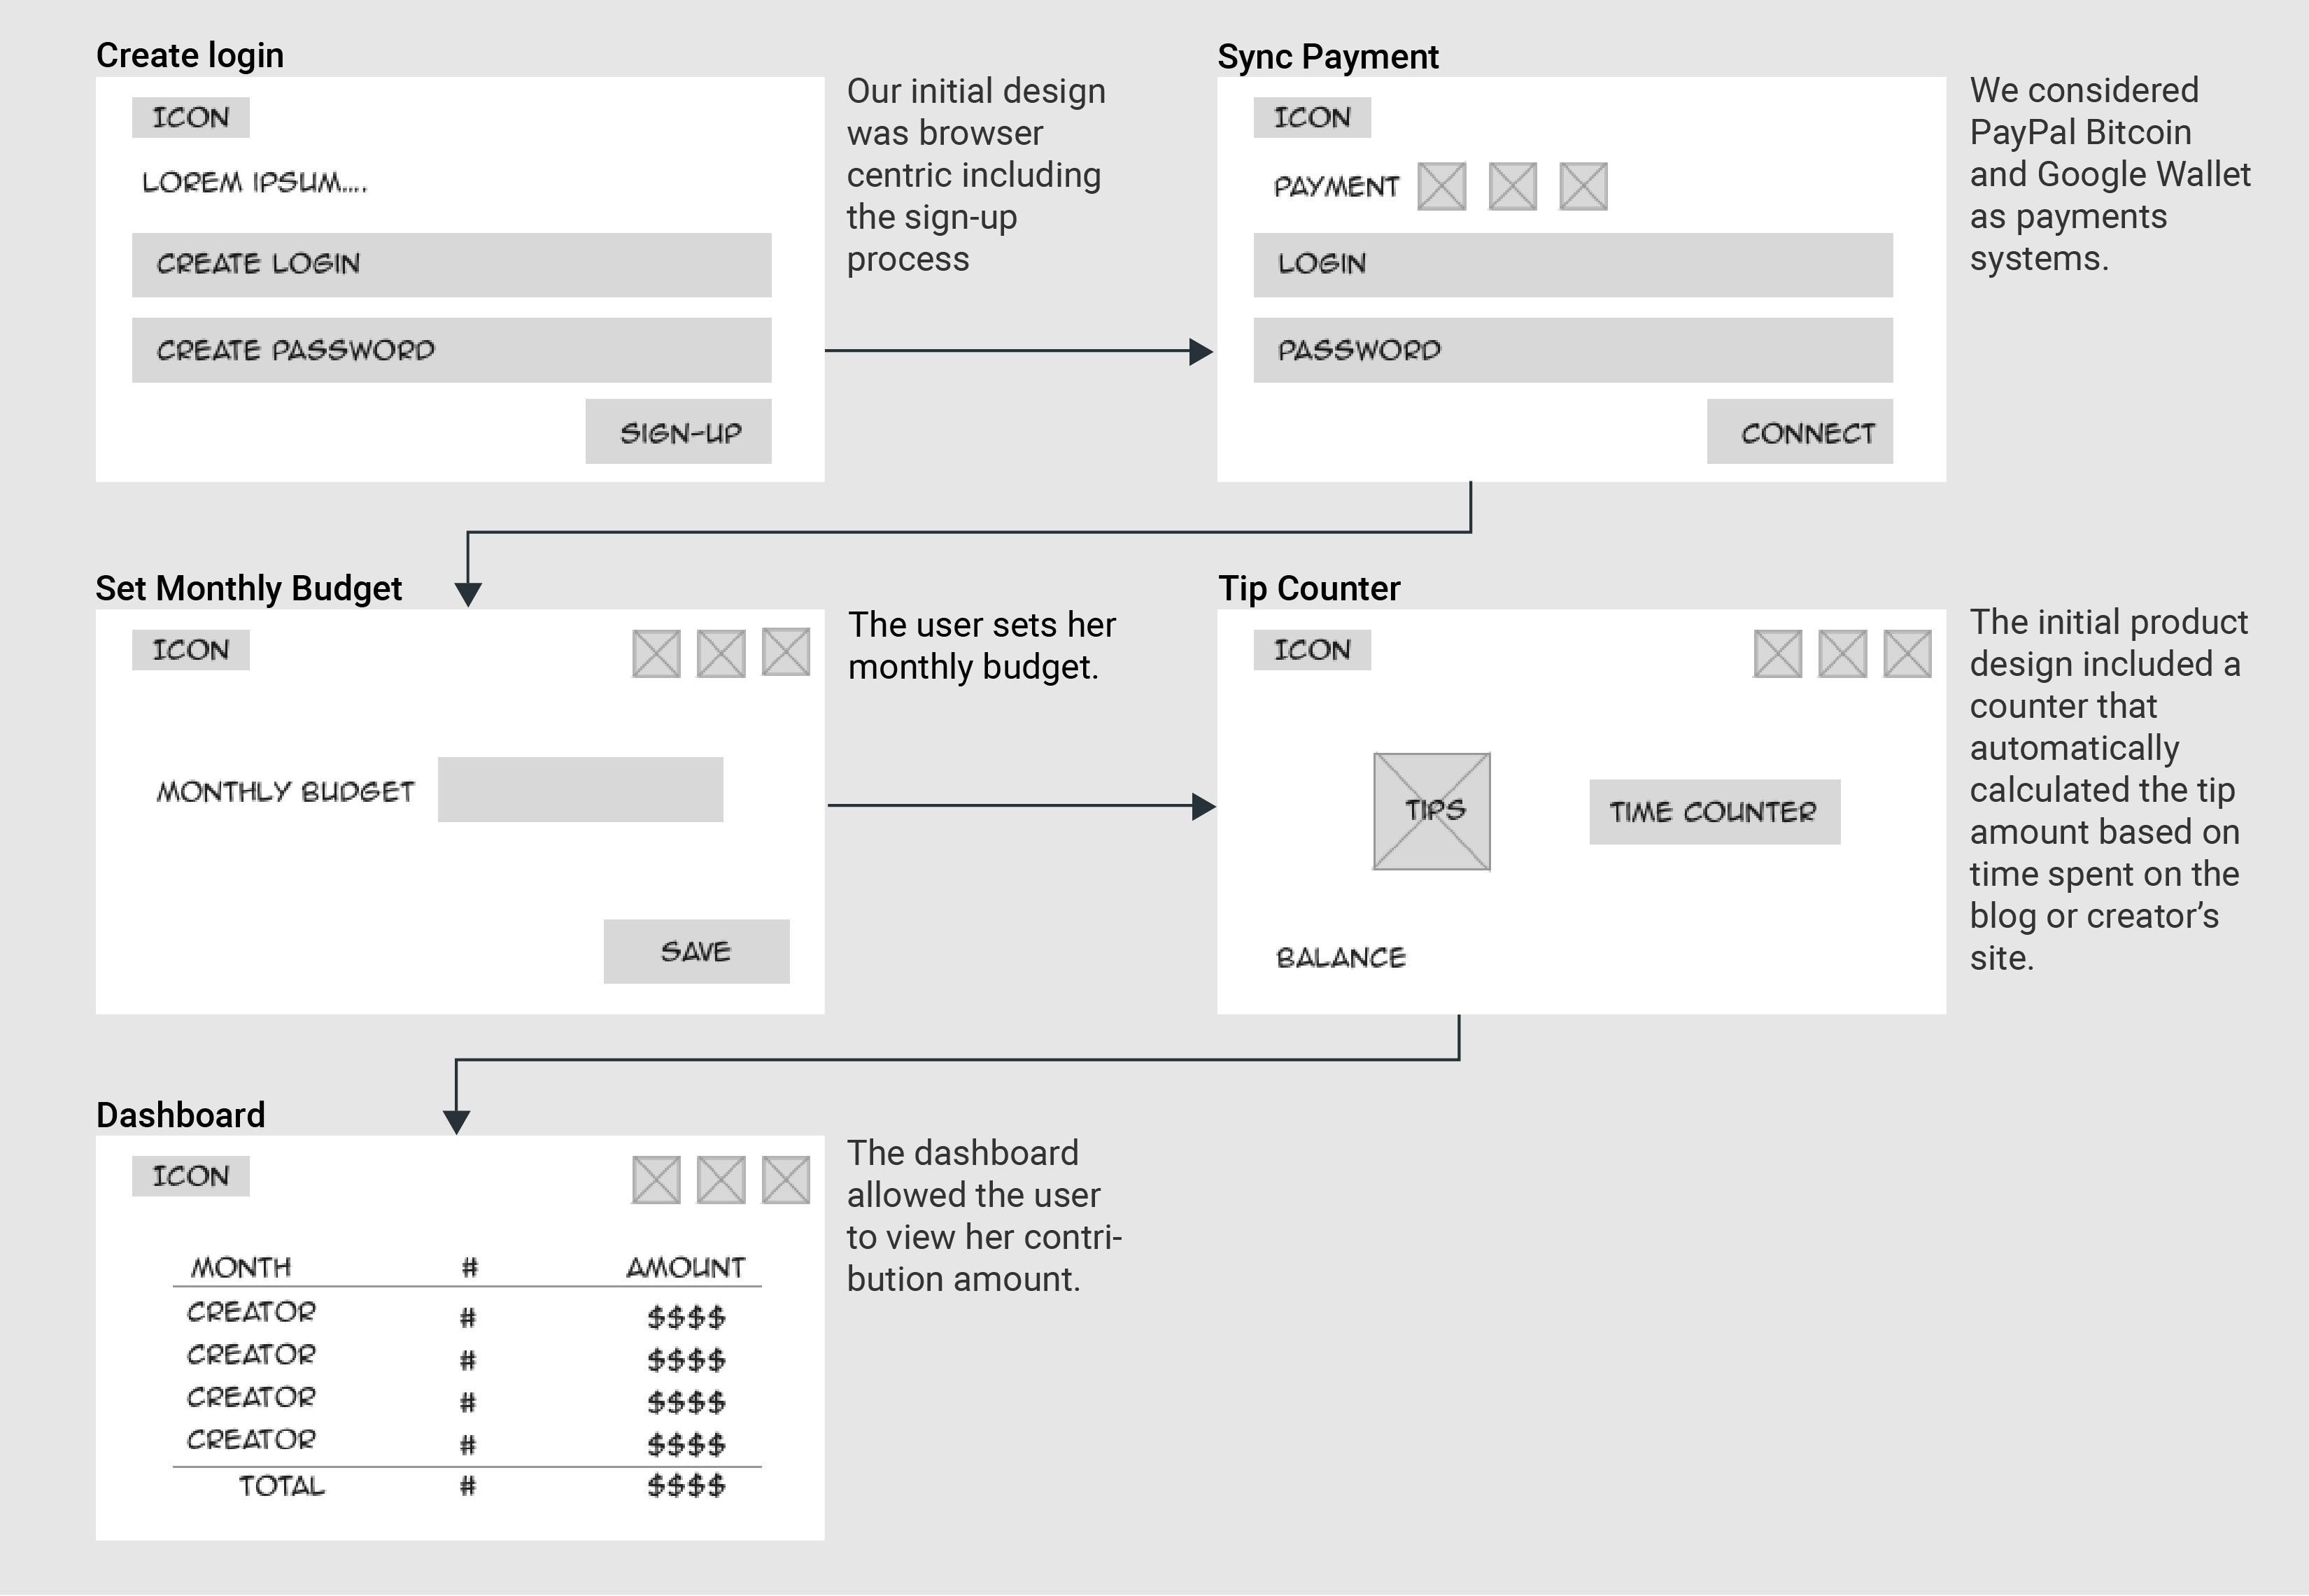 Create login
ICON
LOREM IPSUM....
CREATE LOGIN
CREATE PASSWORD
SIGN-UP
Our initial design
was browser
centric including
the sign-up
process
Sync Payment
ICON
PAYMENT
LOGIN
PASSWORD
CONNECT
We considered
PayPal Bitcoin
and Google Wallet
as payments
systems.
Set Monthly Budget
ICON
MONTHLY BUDGET
SAVE
The user sets her
monthly budget.
Tip Counter
ICON
TIPS
TIME COUNTER
BALANCE
The initial product
design included a
counter that
automatically
calculated the tip
amount based on
time spent on the
blog or creator’s
site.
Dashboard
ICON
MONTH # AMOUNT
CREATOR # $$$$
CREATOR # $$$$
CREATOR # $$$$
CREATOR # $$$$
TOTAL # $$$$
The dashboard
allowed the user
to view her contri-
bution amount.